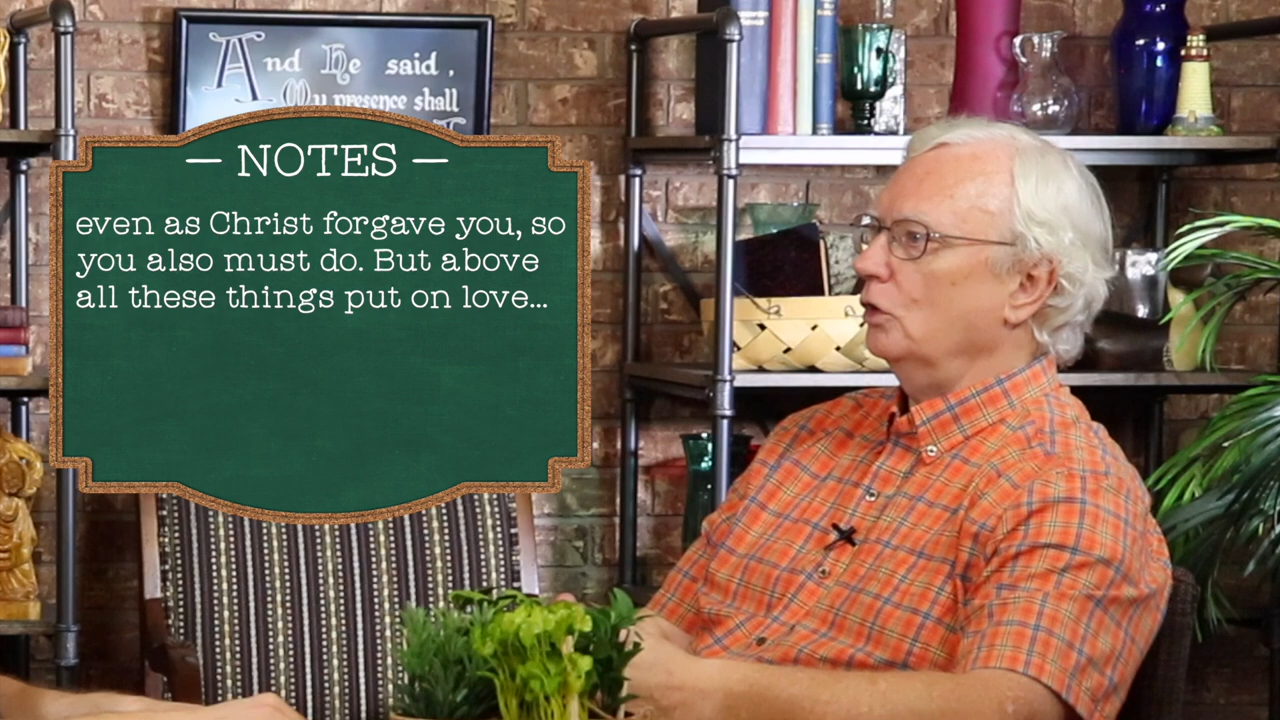 And He said,
My presence shall
— NOTES —
even as Christ forgave you, so
you also must do. But above
all these things put on love...